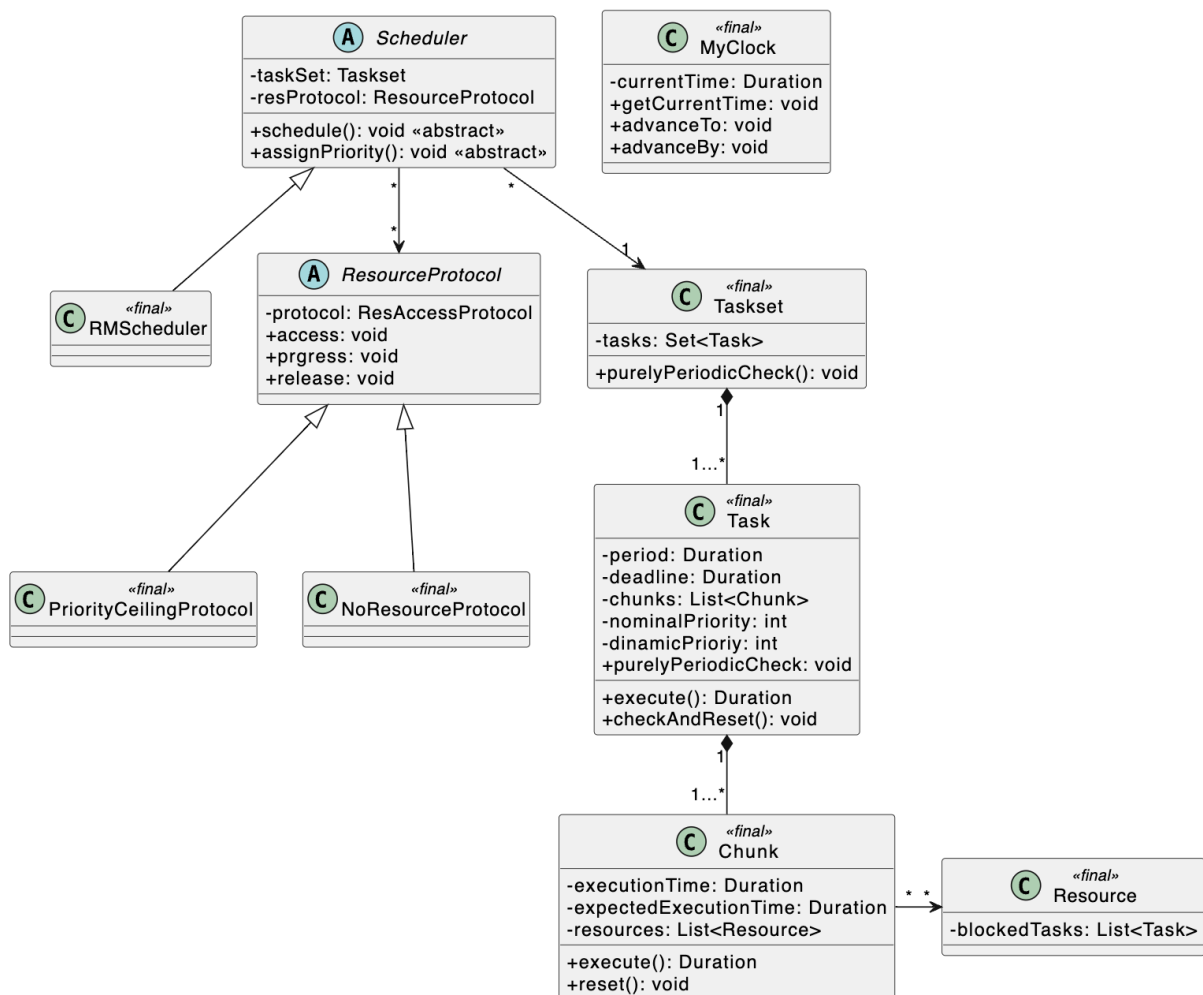 A Scheduler
-taskSet: Taskset
-resProtocol: ResourceProtocol
+schedule(): void «abstract»
+assignPriority(): void «abstract»
«final»
C MyClock
-currentTime: Duration
+getCurrentTime: void
+advanceTo: void
+advanceBy: void
*
*
*
1
«final»
C RMScheduler
A ResourceProtocol
-protocol: ResAccessProtocol
+access: void
+prgress: void
+release: void
«final»
C Taskset
-tasks: Set<Task>
+purelyPeriodicCheck(): void
1
1...*
«final»
C PriorityCeilingProtocol
«final»
C NoResourceProtocol
«final»
C Task
-period: Duration
-deadline: Duration
-chunks: List<Chunk>
-nominalPriority: int
-dinamicPrioriy: int
+purelyPeriodicCheck: void
+execute(): Duration
+checkAndReset(): void
1
1...*
«final»
C Chunk
-executionTime: Duration
-expectedExecutionTime: Duration
-resources: List<Resource>
+execute(): Duration
+reset(): void
* *
«final»
C Resource
-blockedTasks: List<Task>